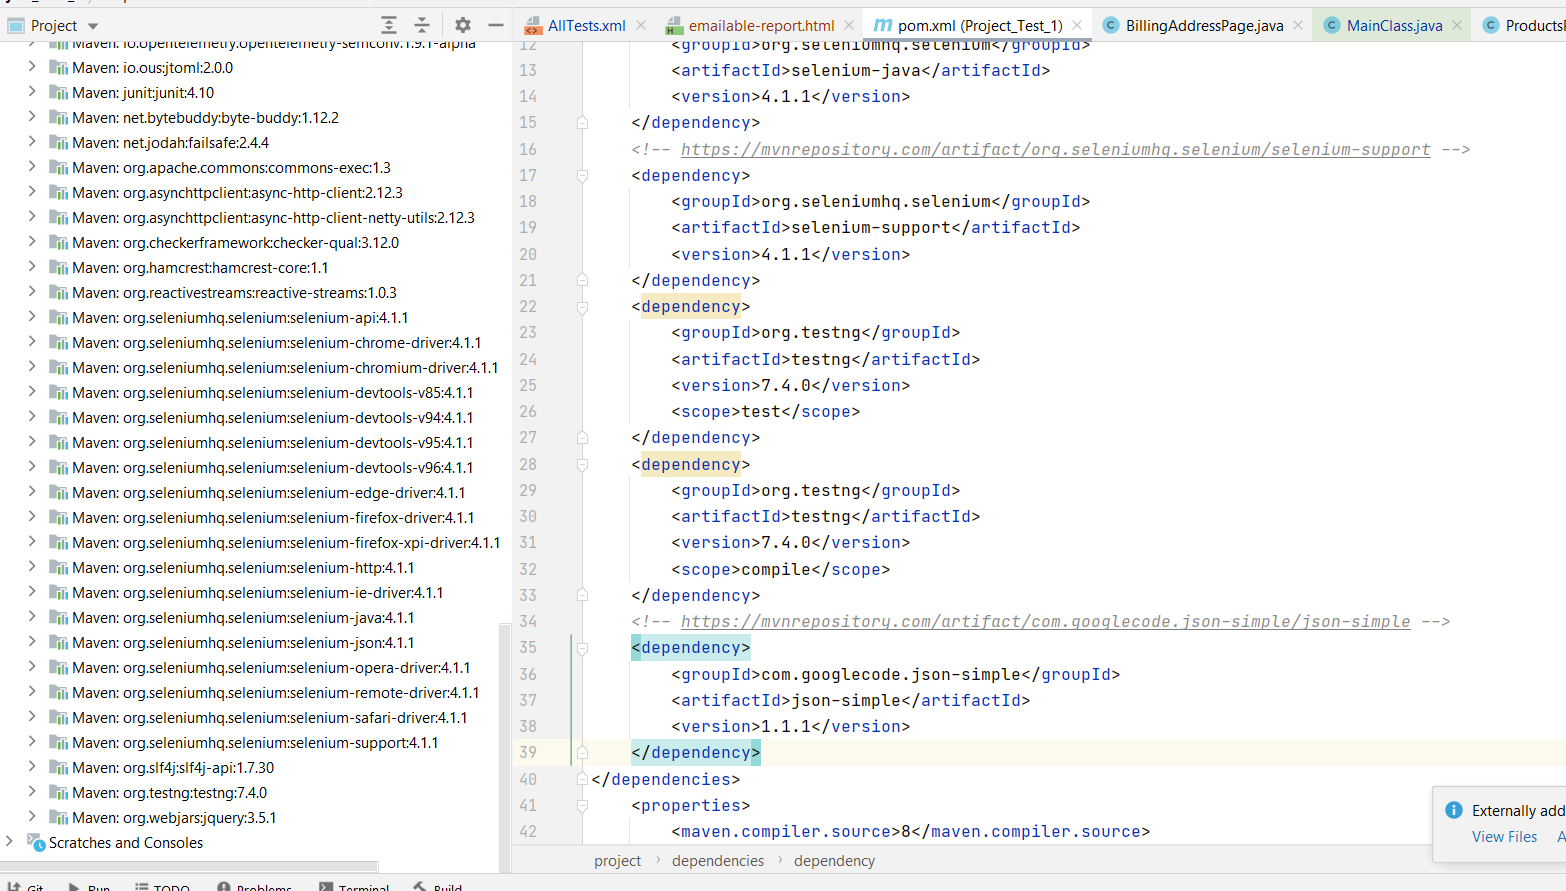 Project
AllTests.xml
emailable-report.html
pom.xml (Project_Test_1)
BillingAddressPage.java
MainClass.java
Products
Maven: io.opentelemetry:opentelemetry-semconv:1.9.1-alpha
Maven: io.ous:jtoml:2.0.0
Maven: junit:junit:4.10
Maven: net.bytebuddy:byte-buddy:1.12.2
Maven: net.jodah:failsafe:2.4.4
Maven: org.apache.commons:commons-exec:1.3
Maven: org.asynchttpclient:async-http-client:2.12.3
Maven: org.asynchttpclient:async-http-client-netty-utils:2.12.3
Maven: org.checkerframework:checker-qual:3.12.0
Maven: org.hamcrest:hamcrest-core:1.1
Maven: org.reactivestreams:reactive-streams:1.0.3
Maven: org.seleniumhq.selenium:selenium-api:4.1.1
Maven: org.seleniumhq.selenium:selenium-chrome-driver:4.1.1
Maven: org.seleniumhq.selenium:selenium-chromium-driver:4.1.1
Maven: org.seleniumhq.selenium:selenium-devtools-v85:4.1.1
Maven: org.seleniumhq.selenium:selenium-devtools-v94:4.1.1
Maven: org.seleniumhq.selenium:selenium-devtools-v95:4.1.1
Maven: org.seleniumhq.selenium:selenium-devtools-v96:4.1.1
Maven: org.seleniumhq.selenium:selenium-edge-driver:4.1.1
Maven: org.seleniumhq.selenium:selenium-firefox-driver:4.1.1
Maven: org.seleniumhq.selenium:selenium-firefox-xpi-driver:4.1.1
Maven: org.seleniumhq.selenium:selenium-http:4.1.1
Maven: org.seleniumhq.selenium:selenium-ie-driver:4.1.1
Maven: org.seleniumhq.selenium:selenium-java:4.1.1
Maven: org.seleniumhq.selenium:selenium-json:4.1.1
Maven: org.seleniumhq.selenium:selenium-opera-driver:4.1.1
Maven: org.seleniumhq.selenium:selenium-remote-driver:4.1.1
Maven: org.seleniumhq.selenium:selenium-safari-driver:4.1.1
Maven: org.seleniumhq.selenium:selenium-support:4.1.1
Maven: org.slf4j:slf4j-api:1.7.30
Maven: org.testng:testng:7.4.0
Maven: org.webjars:jquery:3.5.1
Scratches and Consoles
12 <groupId>org.seleniumhq.selenium</groupId>
13 <artifactId>selenium-java</artifactId>
14 <version>4.1.1</version>
15 </dependency>
16 <!-- https://mvnrepository.com/artifact/org.seleniumhq.selenium/selenium-support -->
17 <dependency>
18 <groupId>org.seleniumhq.selenium</groupId>
19 <artifactId>selenium-support</artifactId>
20 <version>4.1.1</version>
21 </dependency>
22 <dependency>
23 <groupId>org.testng</groupId>
24 <artifactId>testng</artifactId>
25 <version>7.4.0</version>
26 <scope>test</scope>
27 </dependency>
28 <dependency>
29 <groupId>org.testng</groupId>
30 <artifactId>testng</artifactId>
31 <version>7.4.0</version>
32 <scope>compile</scope>
33 </dependency>
34 <!-- https://mvnrepository.com/artifact/com.googlecode.json-simple/json-simple -->
35 <dependency>
36 <groupId>com.googlecode.json-simple</groupId>
37 <artifactId>json-simple</artifactId>
38 <version>1.1.1</version>
39 </dependency>
40 </dependencies>
41 <properties>
42 <maven.compiler.source>8</maven.compiler.source>
Externally add
View Files A
project › dependencies › dependency
Git Run TODO Problems Terminal Build